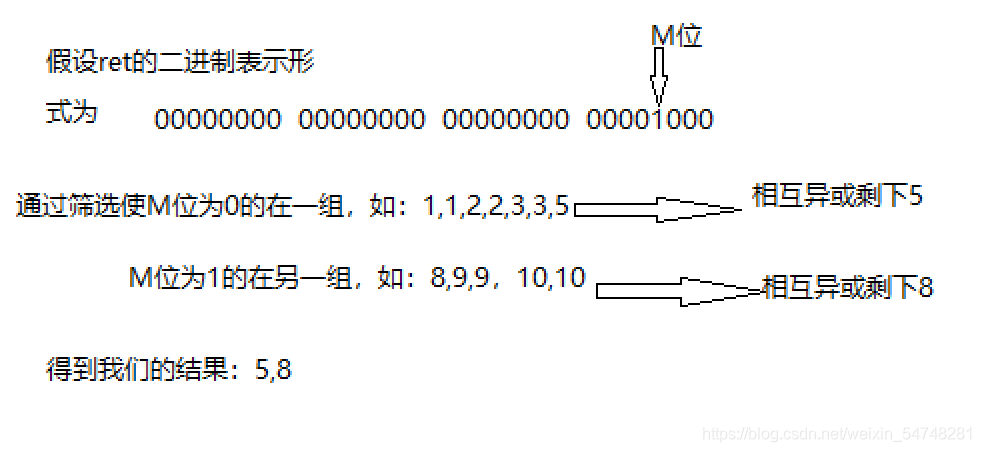 M位
假设ret的二进制表示形
式为 00000000 00000000 00000000 00001000
通过筛选使M位为0的在一组，如：1,1,2,2,3,3,5 相互异或剩下5
M位为1的在另一组，如：8,9,9，10,10 相互异或剩下8
得到我们的结果：5,8
https://blog.csdn.net/weixin_54748281